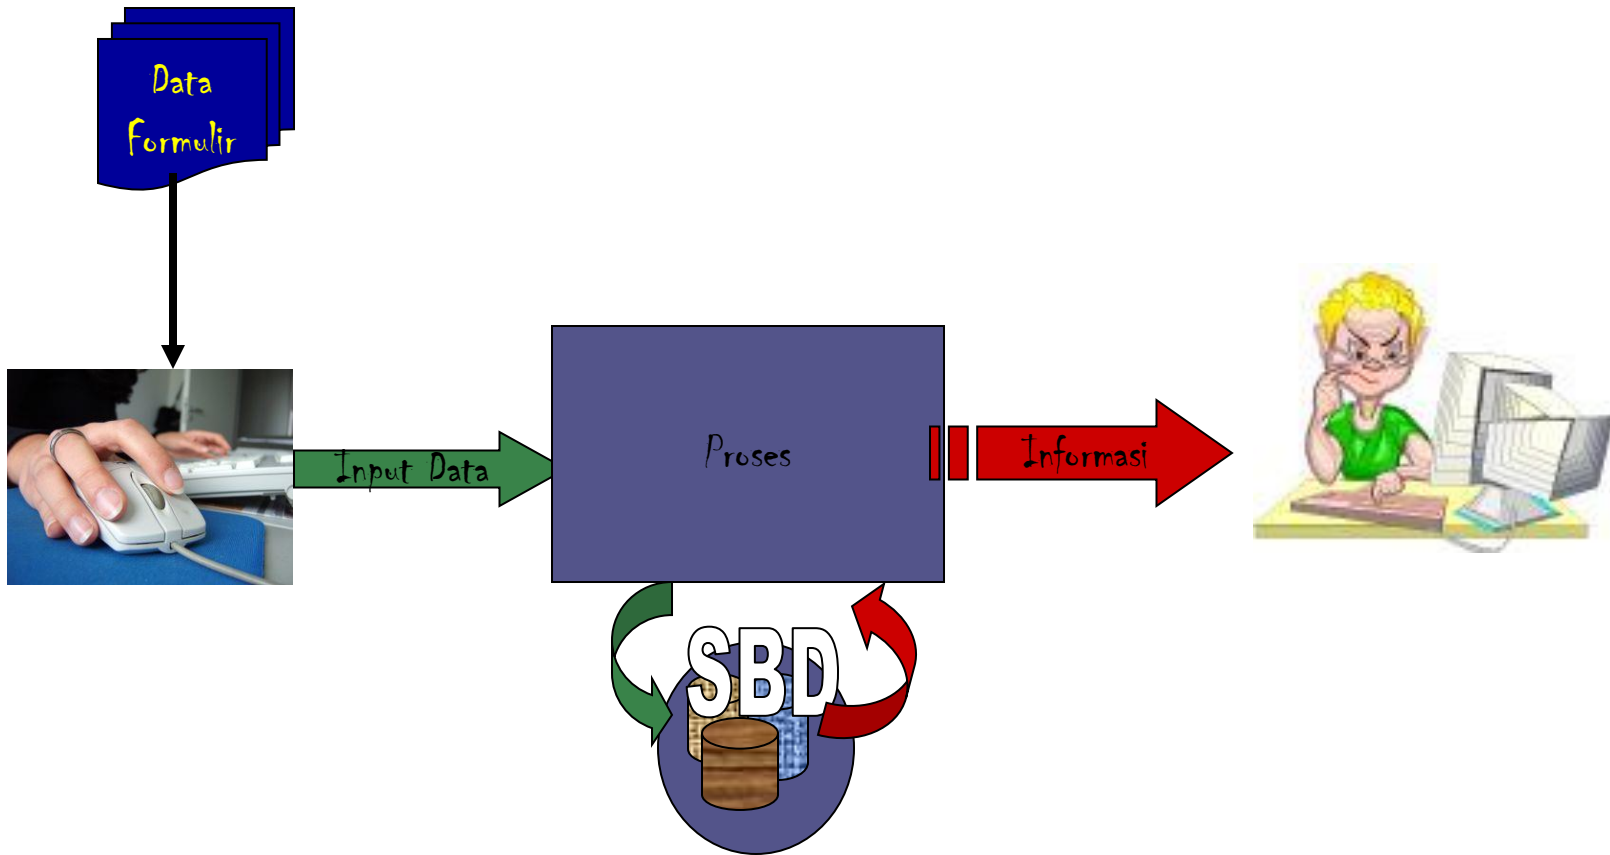 Data
Formulir
Input Data
Proses
Informasi
SBD